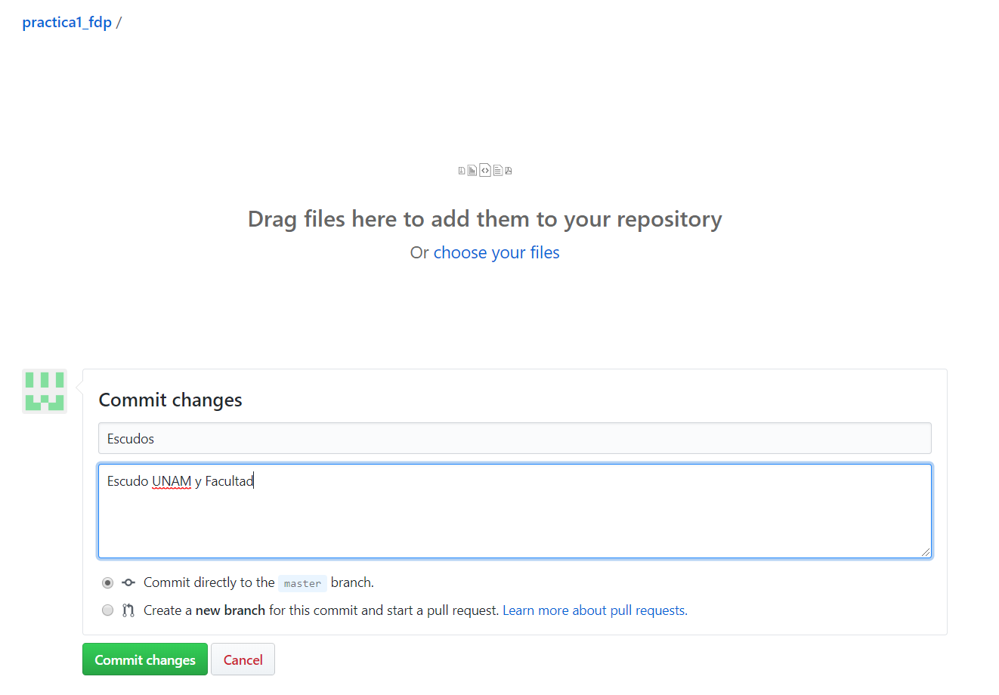 practica1_fdp /
Drag files here to add them to your repository
Or choose your files
Commit changes
Escudos
Escudo UNAM y Facultad
Commit directly to the master branch.
Create a new branch for this commit and start a pull request. Learn more about pull requests.
Commit changes Cancel